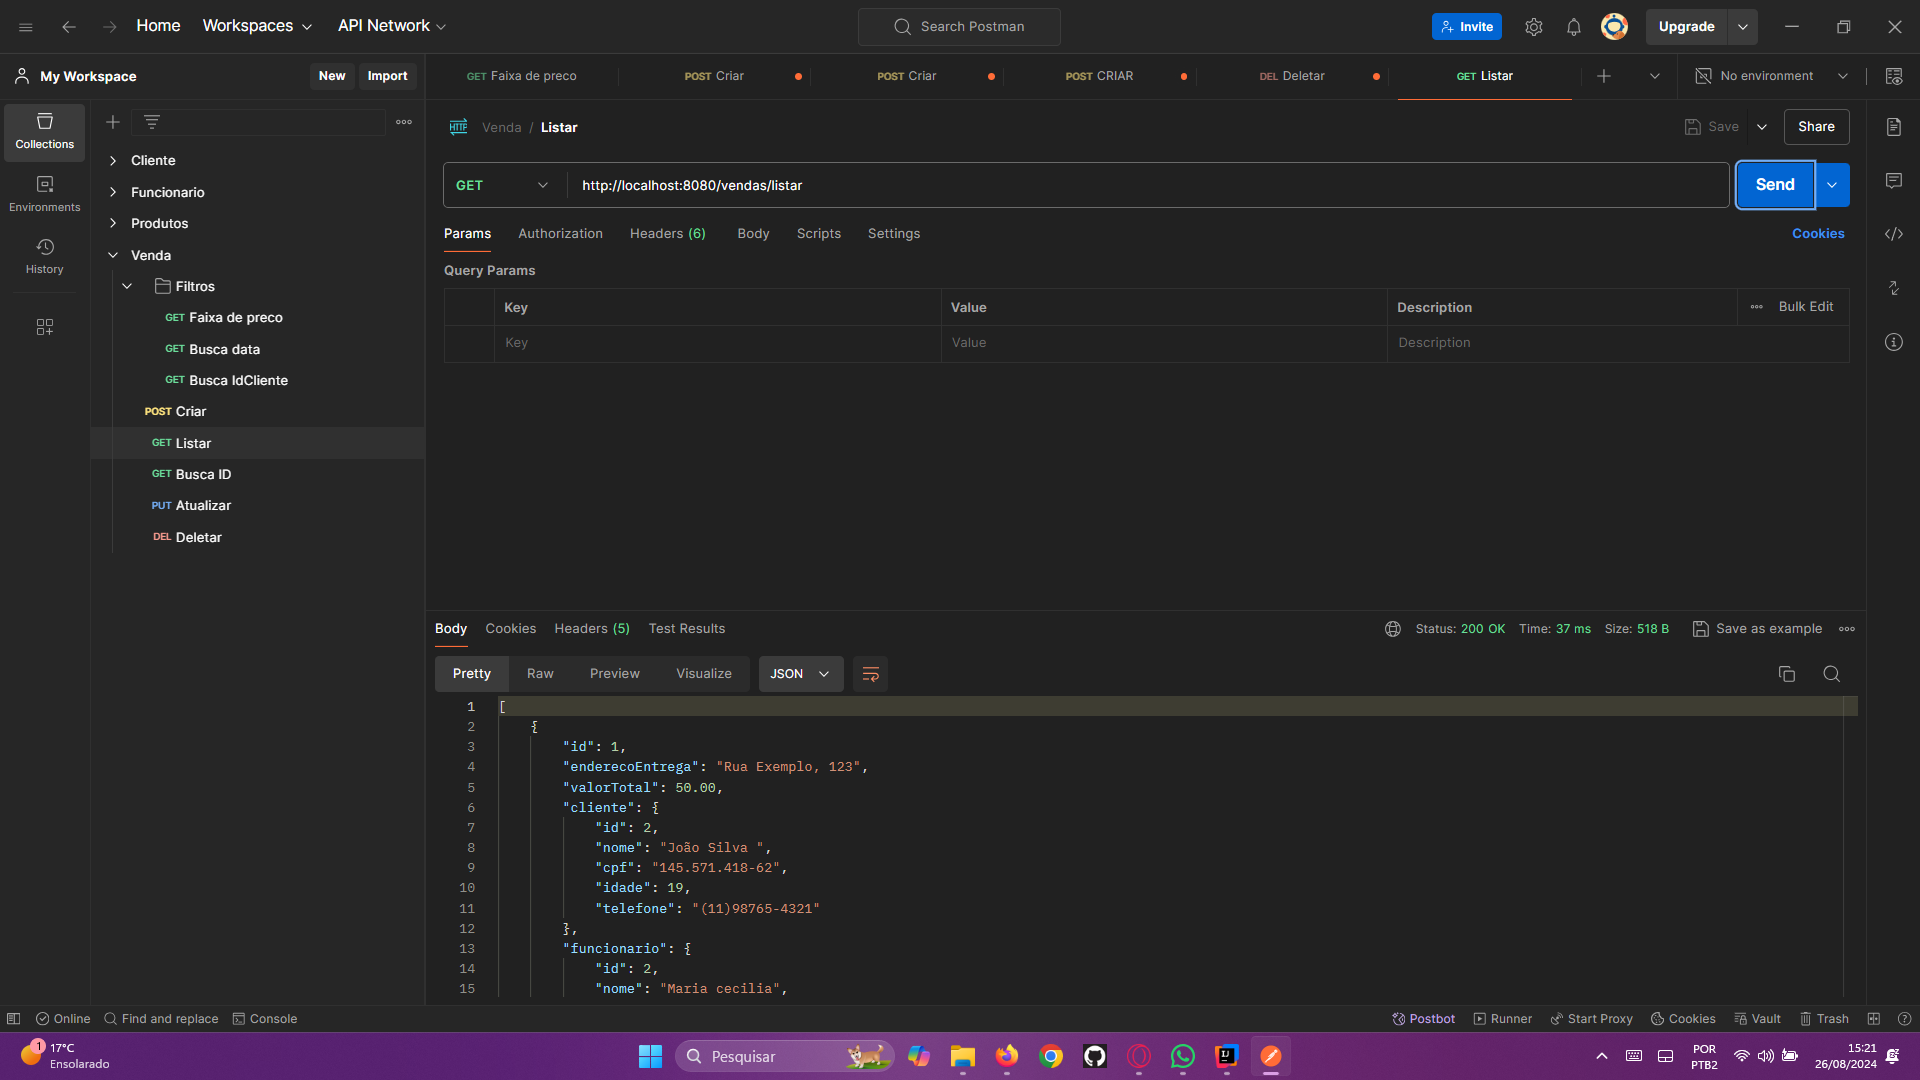 Home
Workspaces
API Network
Search Postman
Invite
Upgrade
My Workspace
New
Import
GET Faixa de preco
POST Criar
POST Criar
POST CRIAR
DEL Deletar
GET Listar
No environment
Collections
Environments
History
Cliente
Funcionario
Produtos
Venda
Filtros
GET Faixa de preco
GET Busca data
GET Busca IdCliente
POST Criar
GET Listar
GET Busca ID
PUT Atualizar
DEL Deletar
HTTP
Venda / Listar
Save
Share
GET
http://localhost:8080/vendas/listar
Send
Params
Authorization
Headers (6)
Body
Scripts
Settings
Cookies
Query Params
Key
Value
Description
Bulk Edit
Key
Value
Description
Body
Cookies
Headers (5)
Test Results
Status: 200 OK
Time: 37 ms
Size: 518 B
Save as example
Pretty
Raw
Preview
Visualize
JSON
1 [
2 {
3 "id": 1,
4 "enderecoEntrega": "Rua Exemplo, 123",
5 "valorTotal": 50.00,
6 "cliente": {
7 "id": 2,
8 "nome": "João Silva ",
9 "cpf": "145.571.418-62",
10 "idade": 19,
11 "telefone": "(11)98765-4321"
12 },
13 "funcionario": {
14 "id": 2,
15 "nome": "Maria cecilia",
Online
Find and replace
Console
Postbot
Runner
Start Proxy
Cookies
Vault
Trash
1
17°C
Ensolarado
Pesquisar
POR
PTB2
15:21
26/08/2024